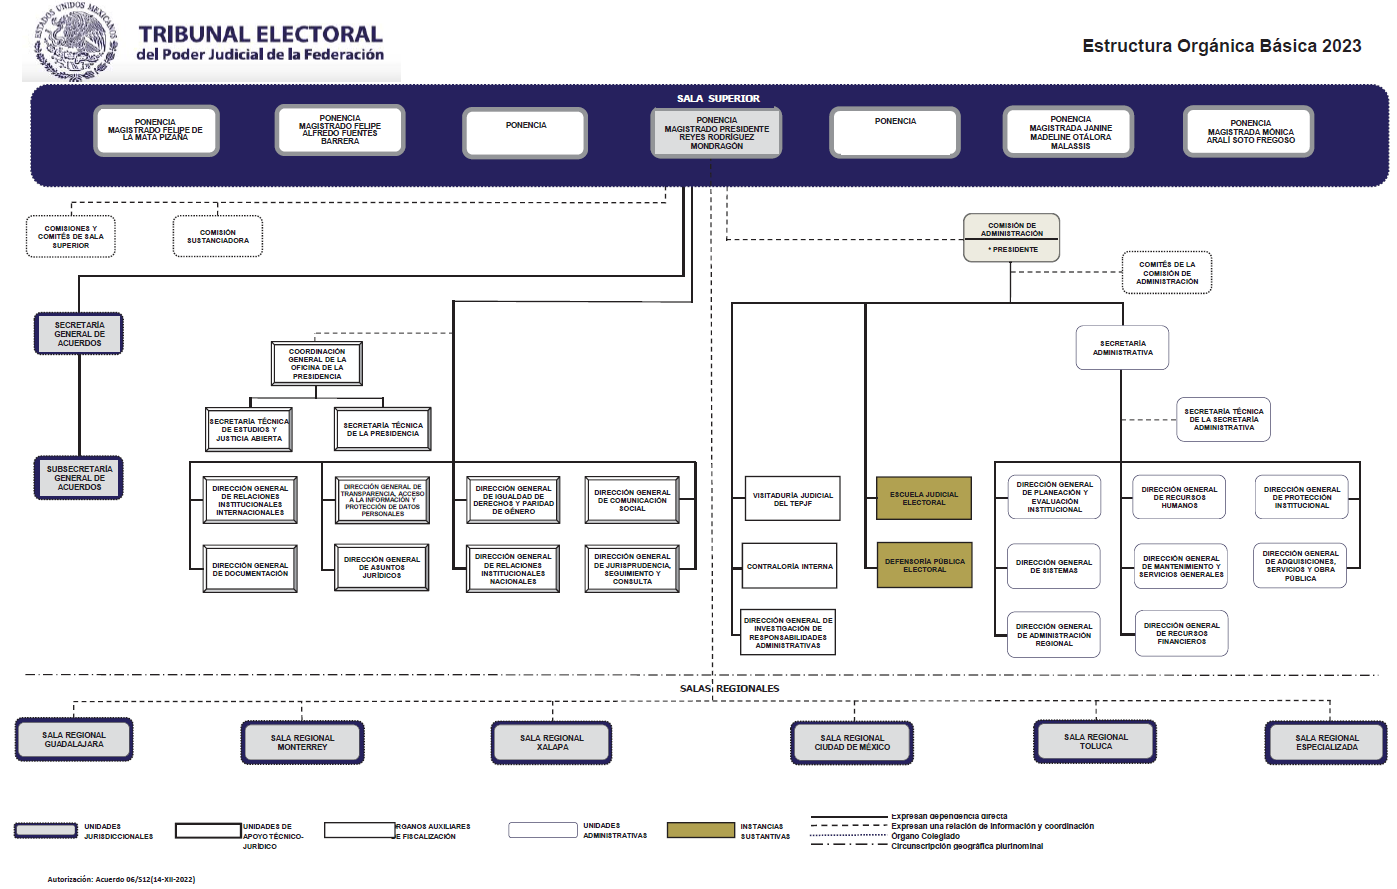 ESTADOS UNIDOS MEXICANOS
TRIBUNAL ELECTORAL
del Poder Judicial de la Federación
Estructura Orgánica Básica 2023
SALA SUPERIOR
PONENCIA
MAGISTRADO FELIPE DE
LA MATA PIZAÑA
PONENCIA
MAGISTRADO FELIPE
ALFREDO FUENTES
BARRERA
PONENCIA
PONENCIA
MAGISTRADO PRESIDENTE
REYES RODRÍGUEZ
MONDRAGÓN
PONENCIA
PONENCIA
MAGISTRADA JANINE
MADELINE OTÁLORA
MALASSIS
PONENCIA
MAGISTRADA MÓNICA
ARALÍ SOTO FREGOSO
COMISIONES Y
COMITÉS DE SALA
SUPERIOR
COMISIÓN
SUSTANCIADORA
COMISIÓN DE
ADMINISTRACIÓN
* PRESIDENTE
COMITÉS DE LA
COMISIÓN DE
ADMINISTRACIÓN
SECRETARÍA
GENERAL DE
ACUERDOS
COORDINACIÓN
GENERAL DE LA
OFICINA DE LA
PRESIDENCIA
SECRETARÍA
ADMINISTRATIVA
SECRETARÍA TÉCNICA
DE ESTUDIOS Y
JUSTICIA ABIERTA
SECRETARÍA TÉCNICA
DE LA PRESIDENCIA
SECRETARÍA TÉCNICA
DE LA SECRETARÍA
ADMINISTRATIVA
SUBSECRETARÍA
GENERAL DE
ACUERDOS
DIRECCIÓN GENERAL
DE RELACIONES
INSTITUCIONALES
INTERNACIONALES
DIRECCIÓN GENERAL DE
TRANSPARENCIA, ACCESO
A LA INFORMACIÓN Y
PROTECCIÓN DE DATOS
PERSONALES
DIRECCIÓN GENERAL
DE IGUALDAD DE
DERECHOS Y PARIDAD
DE GÉNERO
DIRECCIÓN GENERAL
DE COMUNICACIÓN
SOCIAL
VISITADURÍA JUDICIAL
DEL TEPJF
ESCUELA JUDICIAL
ELECTORAL
DIRECCIÓN GENERAL
DE PLANEACIÓN Y
EVALUACIÓN
INSTITUCIONAL
DIRECCIÓN GENERAL
DE RECURSOS
HUMANOS
DIRECCIÓN GENERAL
DE PROTECCIÓN
INSTITUCIONAL
DIRECCIÓN GENERAL
DE DOCUMENTACIÓN
DIRECCIÓN GENERAL
DE ASUNTOS
JURÍDICOS
DIRECCIÓN GENERAL
DE RELACIONES
INSTITUCIONALES
NACIONALES
DIRECCIÓN GENERAL
DE JURISPRUDENCIA,
SEGUIMIENTO Y
CONSULTA
CONTRALORÍA INTERNA
DEFENSORÍA PÚBLICA
ELECTORAL
DIRECCIÓN GENERAL
DE SISTEMAS
DIRECCIÓN GENERAL
DE MANTENIMIENTO Y
SERVICIOS GENERALES
DIRECCIÓN GENERAL
DE ADQUISICIONES,
SERVICIOS Y OBRA
PÚBLICA
DIRECCIÓN GENERAL DE
INVESTIGACIÓN DE
RESPONSABILIDADES
ADMINISTRATIVAS
DIRECCIÓN GENERAL
DE ADMINISTRACIÓN
REGIONAL
DIRECCIÓN GENERAL
DE RECURSOS
FINANCIEROS
SALAS REGIONALES
SALA REGIONAL
GUADALAJARA
SALA REGIONAL
MONTERREY
SALA REGIONAL
XALAPA
SALA REGIONAL
CIUDAD DE MÉXICO
SALA REGIONAL
TOLUCA
SALA REGIONAL
ESPECIALIZADA
UNIDADES
JURISDICCIONALES
UNIDADES DE
APOYO TÉCNICO-
JURÍDICO
RGANOS AUXILIARES
DE FISCALIZACIÓN
UNIDADES
ADMINISTRATIVAS
INSTANCIAS
SUSTANTIVAS
Expresan dependencia directa
Expresan una relación de información y coordinación
Órgano Colegiado
Circunscripción geográfica plurinominal
Autorización: Acuerdo 06/S12(14-XII-2022)